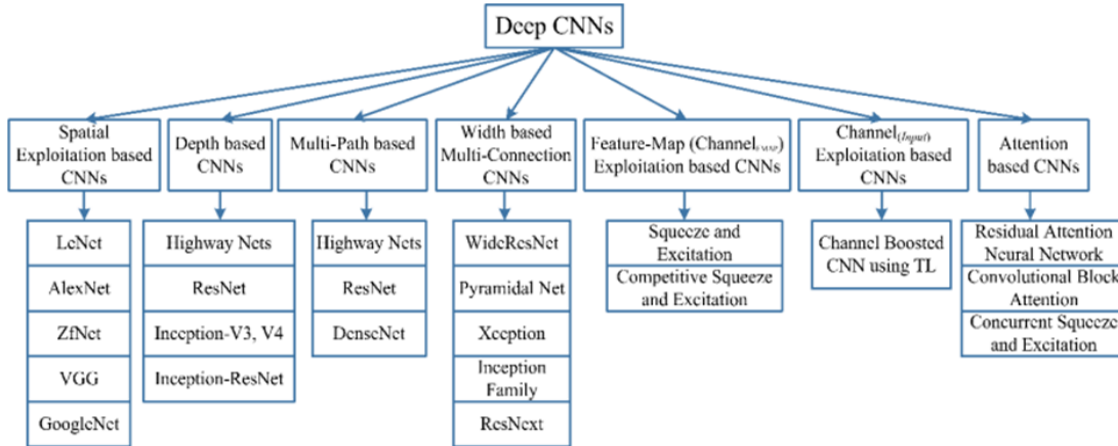 Deep CNNs
Spatial
Exploitation based
CNNs
Depth based
CNNs
Multi-Path based
CNNs
Width based
Multi-Connection
CNNs
Feature-Map (Channel FMAP)
Exploitation based CNNs
Channel(Input)
Exploitation based
CNNs
Attention
based CNNs
LeNet
AlexNet
ZfNet
VGG
GoogleNet
Highway Nets
ResNet
Inception-V3, V4
Inception-ResNet
Highway Nets
ResNet
DenseNet
WideResNet
Pyramidal Net
Xception
Inception
Family
ResNext
Squeeze and
Excitation
Competitive Squeeze
and Excitation
Channel Boosted
CNN using TL
Residual Attention
Neural Network
Convolutional Block
Attention
Concurrent Squeeze
and Excitation